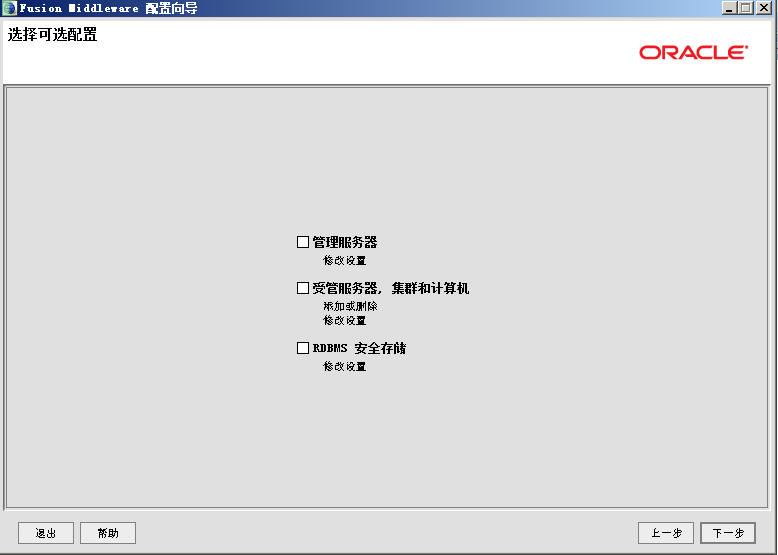 Fusion Middleware 配置向导
选择可选配置
ORACLE
管理服务器
修改设置
受管服务器, 集群和计算机
添加或删除
修改设置
RDBMS 安全存储
修改设置
退出 帮助 上一步 下一步